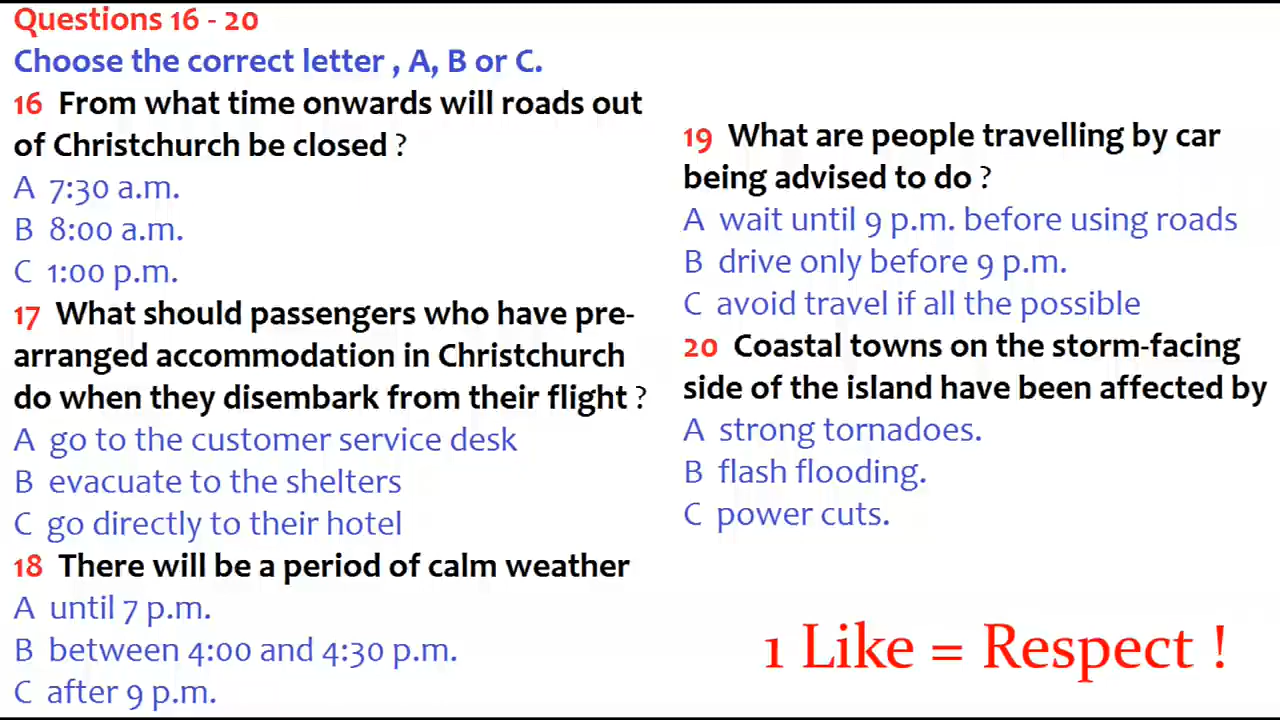 Questions 16 - 20
Choose the correct letter , A, B or C.
16 From what time onwards will roads out
of Christchurch be closed ?
A 7:30 a.m.
B 8:00 a.m.
C 1:00 p.m.
17 What should passengers who have pre-
arranged accommodation in Christchurch
do when they disembark from their flight ?
A go to the customer service desk
B evacuate to the shelters
C go directly to their hotel
18 There will be a period of calm weather
A until 7 p.m.
B between 4:00 and 4:30 p.m.
C after 9 p.m.
19 What are people travelling by car
being advised to do ?
A wait until 9 p.m. before using roads
B drive only before 9 p.m.
C avoid travel if all the possible
20 Coastal towns on the storm-facing
side of the island have been affected by
A strong tornadoes.
B flash flooding.
C power cuts.
1 Like = Respect !